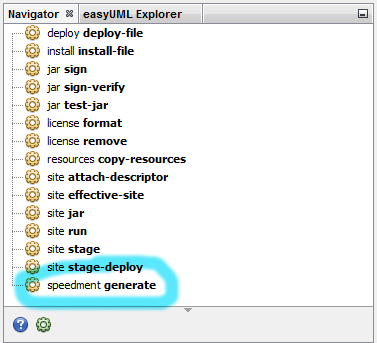 Navigator easyUML Explorer
deploy deploy-file
install install-file
jar sign
jar sign-verify
jar test-jar
license format
license remove
resources copy-resources
site attach-descriptor
site effective-site
site jar
site run
site stage
site stage-deploy
speedment generate